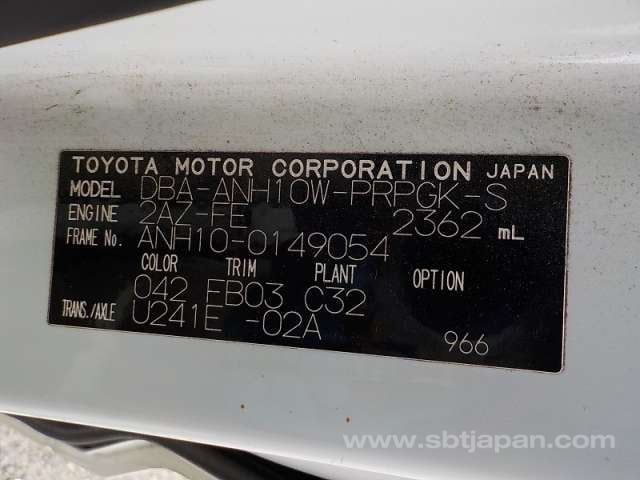 TOYOTA MOTOR CORPORATION JAPAN
MODEL DBA-ANH10W-PRPGK-S
ENGINE 2AZ-FE 2362 mL
FRAME No. ANH10-0149054
COLOR TRIM PLANT OPTION
042 FB03 C32
TRANS./AXLE U241E -02A
966
www.sbtjapan.com